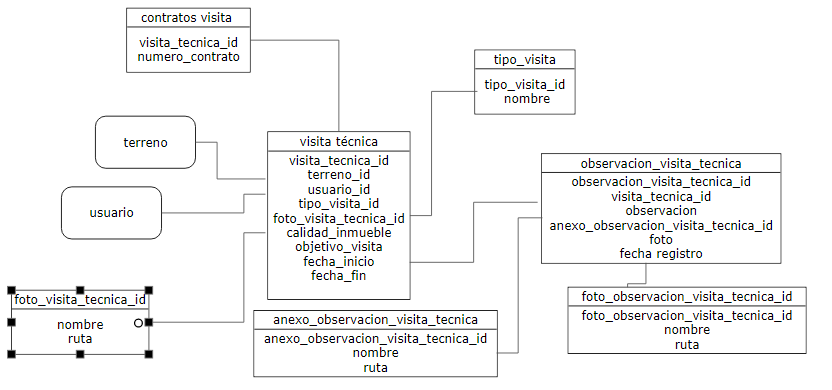 contratos visita
visita_tecnica_id
numero_contrato
tipo_visita
tipo_visita_id
nombre
terreno
usuario
visita técnica
visita_tecnica_id
terreno_id
usuario_id
tipo_visita_id
foto_visita_tecnica_id
calidad_inmueble
objetivo_visita
fecha_inicio
fecha_fin
observacion_visita_tecnica
observacion_visita_tecnica_id
visita_tecnica_id
observacion
anexo_observacion_visita_tecnica_id
foto
fecha registro
foto_visita_tecnica_id
nombre
ruta
anexo_observacion_visita_tecnica
anexo_observacion_visita_tecnica_id
nombre
ruta
foto_observacion_visita_tecnica_id
foto_observacion_visita_tecnica_id
nombre
ruta